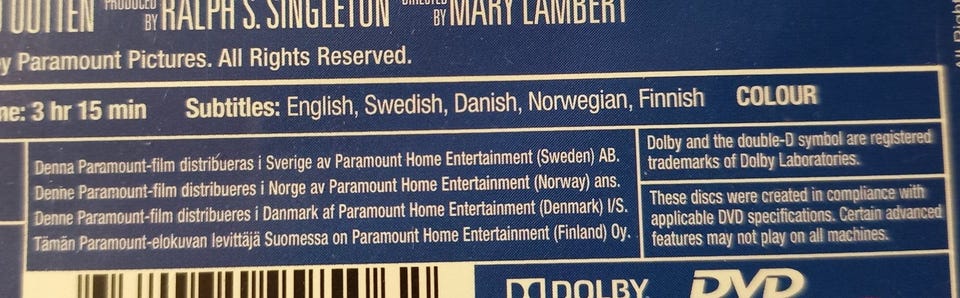 PRODUCED BY RALPH S. SINGLETON BY MARY LAMBERT
Paramount Pictures. All Rights Reserved.
3 hr 15 min Subtitles: English, Swedish, Danish, Norwegian, Finnish COLOUR
Denna Paramount-film distribueras i Sverige av Paramount Home Entertainment (Sweden) AB.
Denne Paramount-film distribueres i Norge av Paramount Home Entertainment (Norway) ans.
Denne Paramount-film distribueres i Danmark af Paramount Home Entertainment (Denmark) I/S.
Tämän Paramount-elokuvan levittäjä Suomessa on Paramount Home Entertainment (Finland) Oy.
Dolby and the double-D symbol are registered
trademarks of Dolby Laboratories.
These discs were created in compliance with
applicable DVD specifications. Certain advanced
features may not play on all machines.
DOLBY
DVD